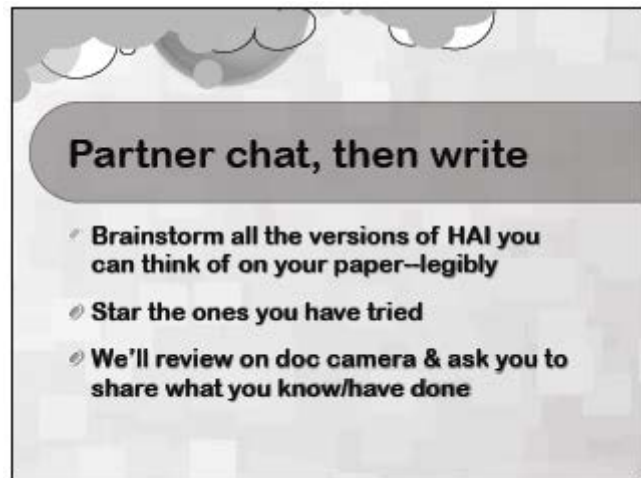 Partner chat, then write
Brainstorm all the versions of HAI you
can think of on your paper--legibly
Star the ones you have tried
We'll review on doc camera & ask you to
share what you know/have done